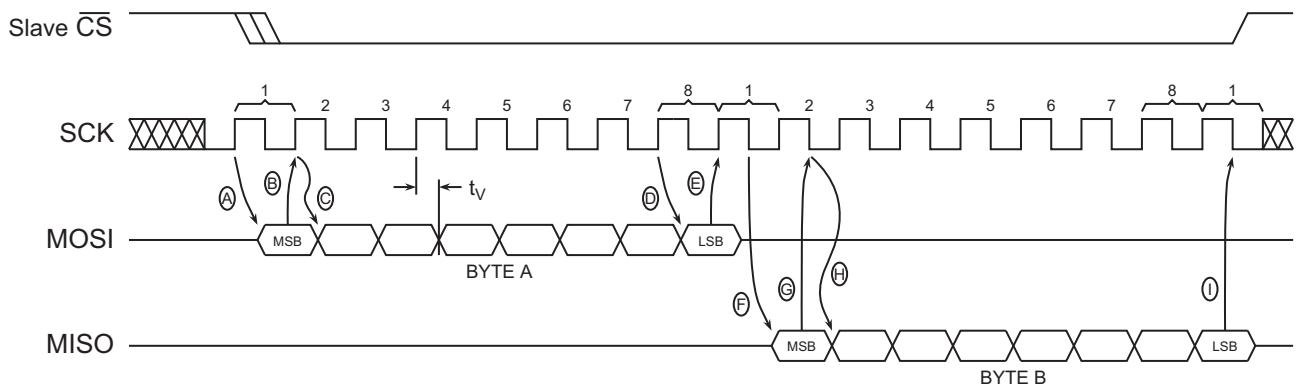 Slave CS
1 8 1 8 1
2 3 4 5 6 7 2 3 4 5 6 7
SCK
A B C tV D E
MOSI MSB LSB
BYTE A
F G H I
MISO MSB LSB
BYTE B